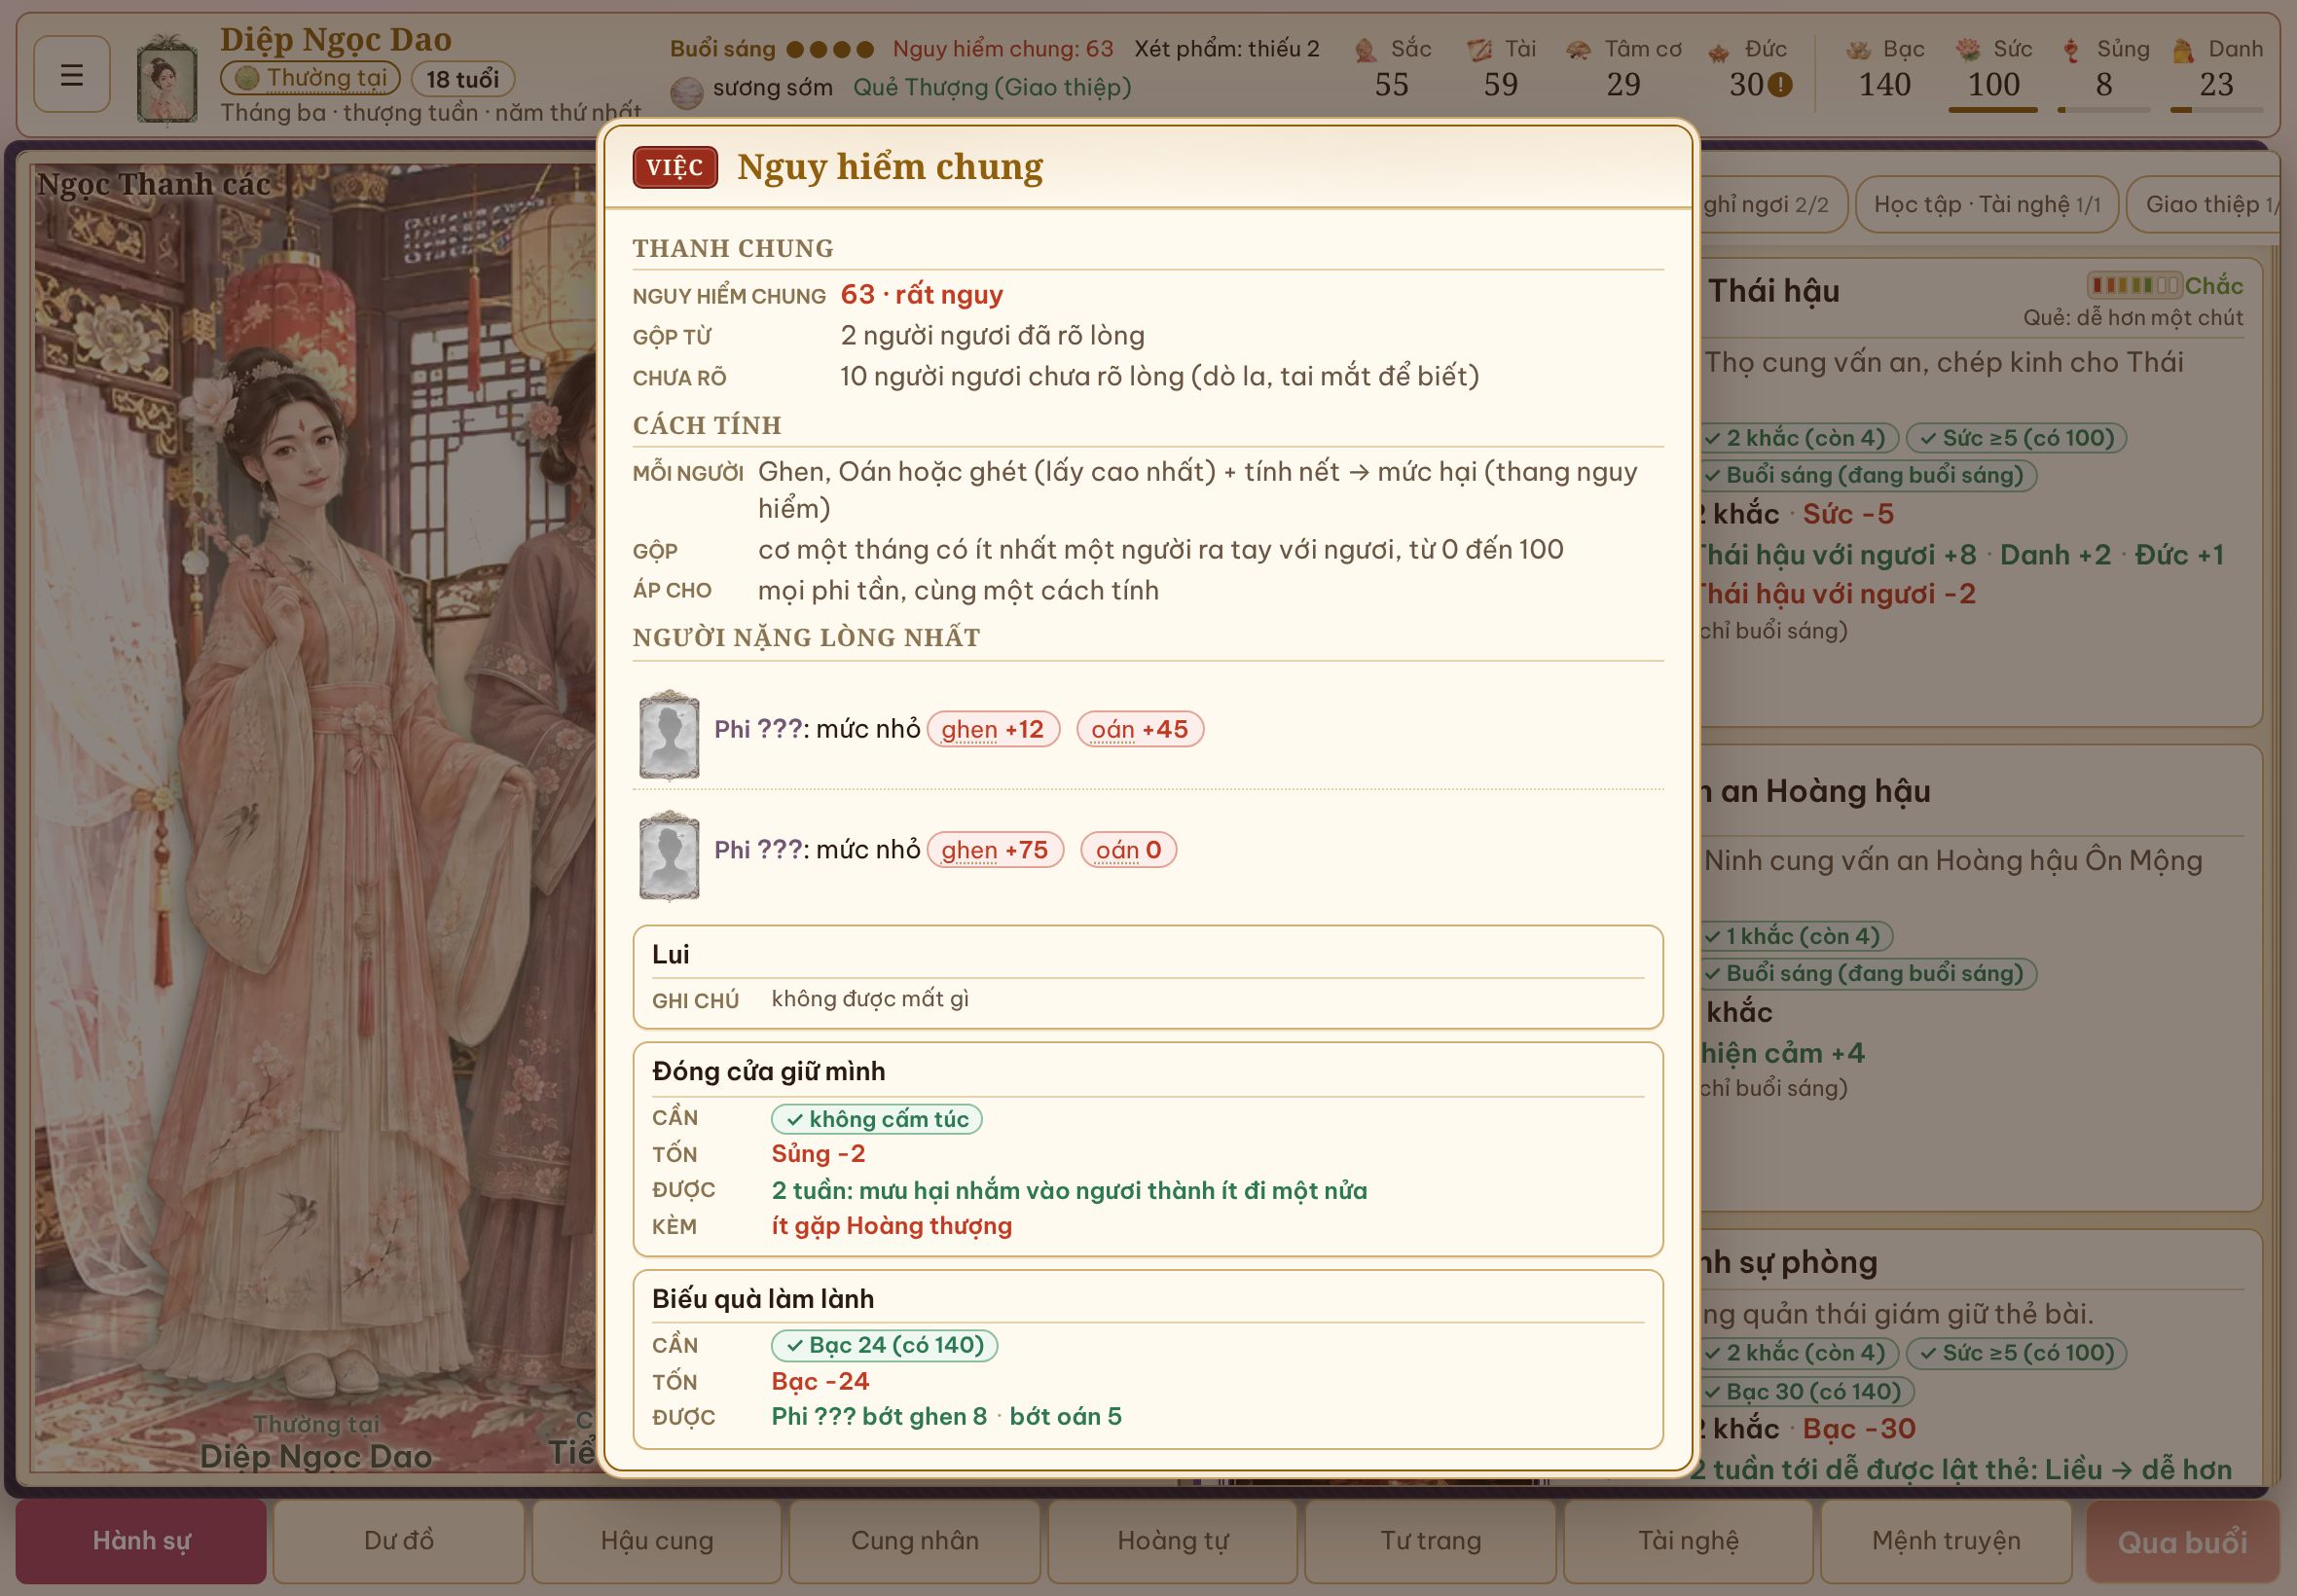 Diệp Ngọc Dao
Thường tại
18 tuổi
Tháng ba · thượng tuần · năm thứ nhất
Buổi sáng
Nguy hiểm chung: 63
Xét phẩm: thiếu 2
sương sớm
Quẻ Thượng (Giao thiệp)
Sắc
55
Tài
59
Tâm cơ
29
Đức
30
Bạc
140
Sức
100
Sủng
8
Danh
23
Ngọc Thanh các
Thường tại
Diệp Ngọc Dao
VIỆC
Nguy hiểm chung
THANH CHUNG
NGUY HIỂM CHUNG 63 · rất nguy
GỘP TỪ 2 người ngươi đã rõ lòng
CHƯA RÕ 10 người ngươi chưa rõ lòng (dò la, tai mắt để biết)
CÁCH TÍNH
MỖI NGƯỜI Ghen, Oán hoặc ghét (lấy cao nhất) + tính nết → mức hại (thang nguy
hiểm)
GỘP cơ một tháng có ít nhất một người ra tay với ngươi, từ 0 đến 100
ÁP CHO mọi phi tần, cùng một cách tính
NGƯỜI NẶNG LÒNG NHẤT
Phi ???: mức nhỏ ghen +12 oán +45
Phi ???: mức nhỏ ghen +75 oán 0
Lui
GHI CHÚ không được mất gì
Đóng cửa giữ mình
CẦN ✓ không cấm túc
TỐN Sủng -2
ĐƯỢC 2 tuần: mưu hại nhắm vào ngươi thành ít đi một nửa
KÈM ít gặp Hoàng thượng
Biếu quà làm lành
CẦN ✓ Bạc 24 (có 140)
TỐN Bạc -24
ĐƯỢC Phi ??? bớt ghen 8 · bớt oán 5
ghỉ ngơi 2/2
Học tập · Tài nghệ 1/1
Giao thiệp 1/
Thái hậu
Chắc
Quẻ: dễ hơn một chút
Thọ cung vấn an, chép kinh cho Thái
✓ 2 khắc (còn 4) ✓ Sức ≥5 (có 100)
✓ Buổi sáng (đang buổi sáng)
2 khắc · Sức -5
Thái hậu với ngươi +8 · Danh +2 · Đức +1
Thái hậu với ngươi -2
chỉ buổi sáng)
an Hoàng hậu
Ninh cung vấn an Hoàng hậu Ôn Mộng
✓ 1 khắc (còn 4)
✓ Buổi sáng (đang buổi sáng)
khắc
hiện cảm +4
chỉ buổi sáng)
nh sự phòng
ng quản thái giám giữ thẻ bài.
✓ 2 khắc (còn 4) ✓ Sức ≥5 (có 100)
✓ Bạc 30 (có 140)
2 khắc · Bạc -30
2 tuần tới dễ được lật thẻ: Liều → dễ hơn
Hành sự
Dư đồ
Hậu cung
Cung nhân
Hoàng tự
Tư trang
Tài nghệ
Mệnh truyện
Qua buổi